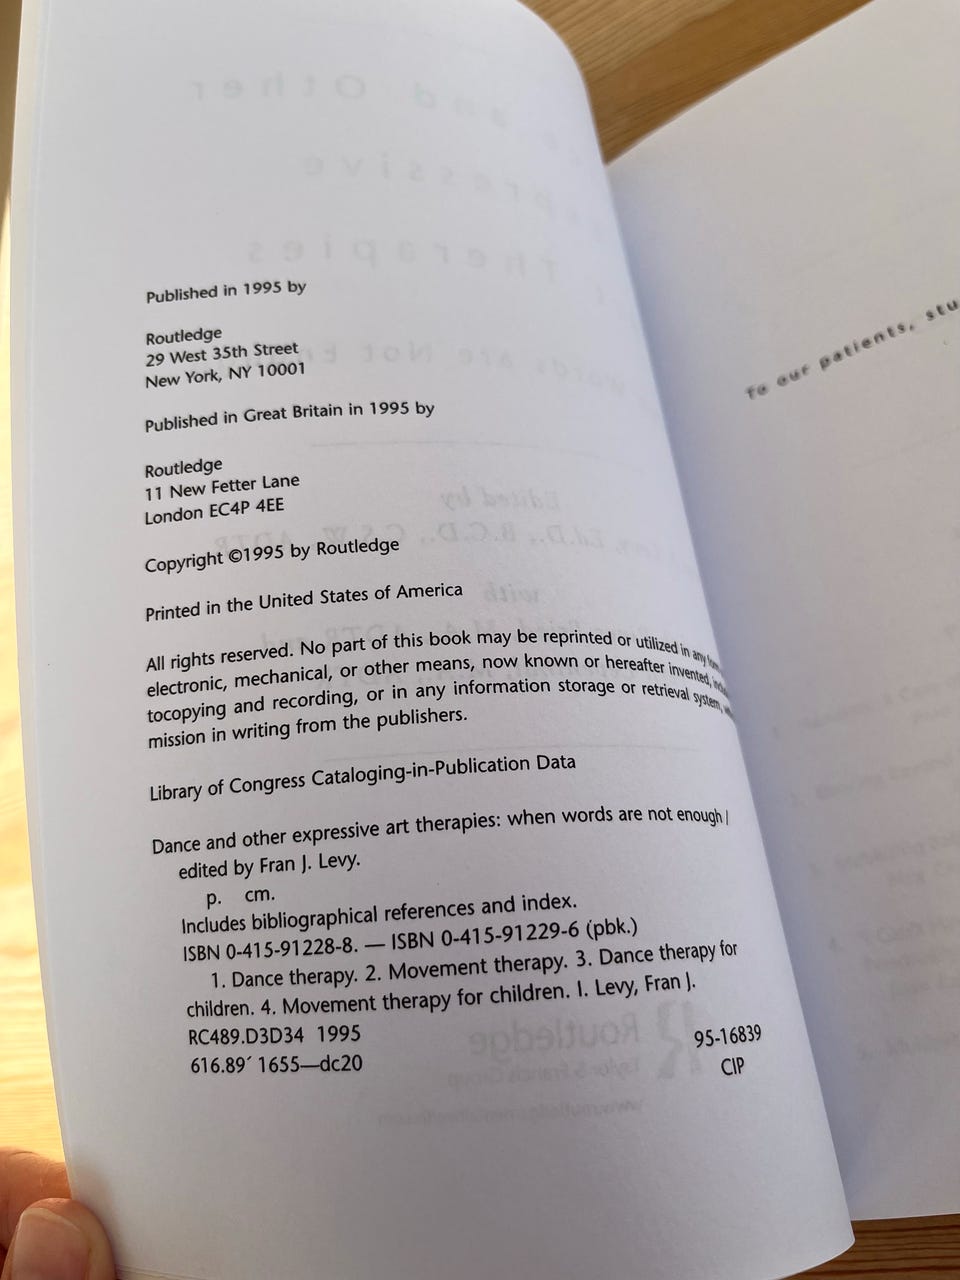 Published in 1995 by
Routledge
29 West 35th Street
New York, NY 10001
Published in Great Britain in 1995 by
Routledge
11 New Fetter Lane
London EC4P 4EE
Copyright ©1995 by Routledge
Printed in the United States of America
All rights reserved. No part of this book may be reprinted or utilized in any
electronic, mechanical, or other means, now known or hereafter invented,
tocopying and recording, or in any information storage or retrieval system,
mission in writing from the publishers.
Library of Congress Cataloging-in-Publication Data
Dance and other expressive art therapies: when words are not enough /
edited by Fran J. Levy.
p. cm.
Includes bibliographical references and index.
ISBN 0-415-91228-8. — ISBN 0-415-91229-6 (pbk.)
1. Dance therapy. 2. Movement therapy. 3. Dance therapy for
children. 4. Movement therapy for children. I. Levy, Fran J.
RC489.D3D34 1995
616.89´ 1655—dc20
95-16839
CIP
To our patients, stu